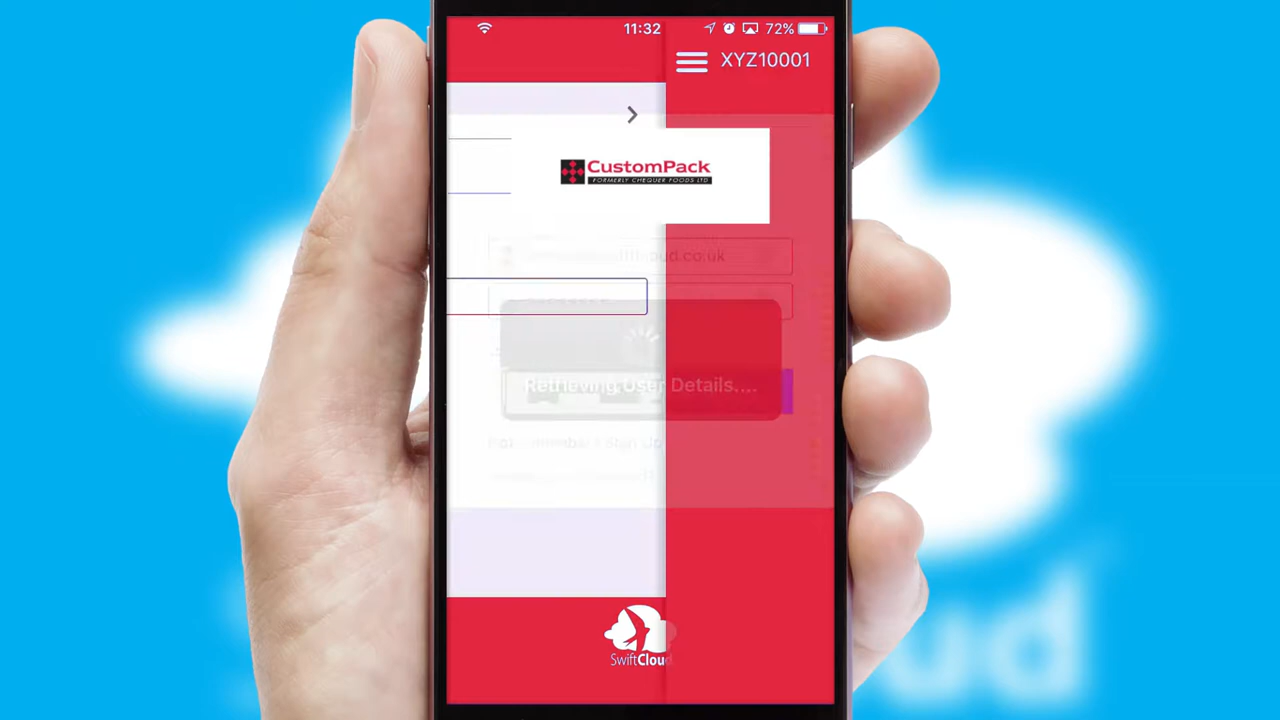 11:32
72%
XYZ10001
CustomPack
FORMERLY CHEQUER FOODS LTD
Retrieving User Details....
SwiftCloud